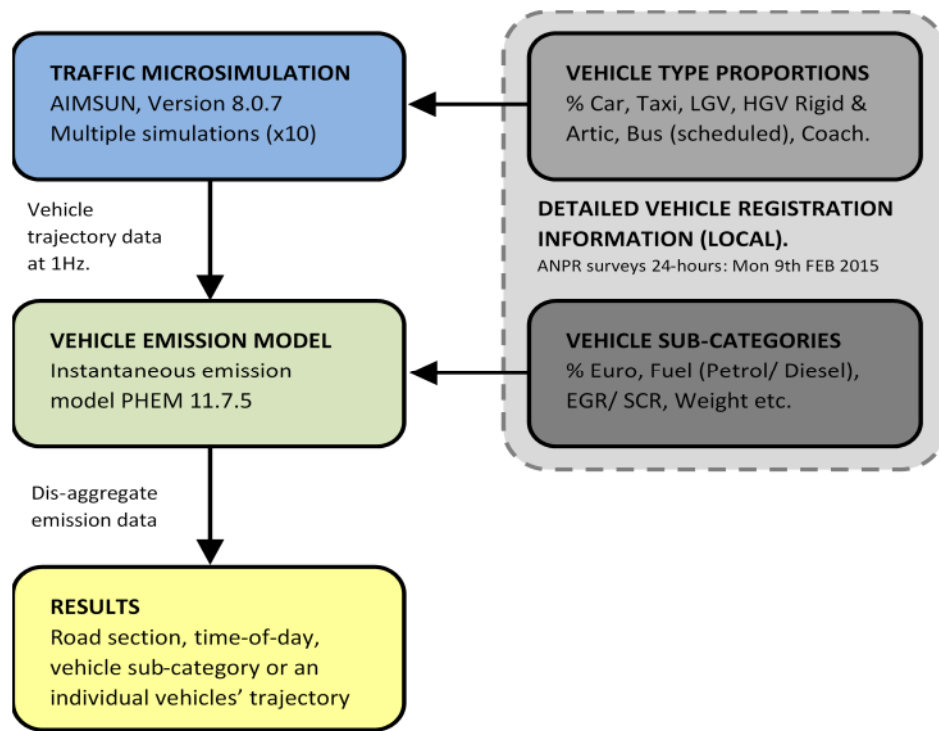 TRAFFIC MICROSIMULATION
AIMSUN, Version 8.0.7
Multiple simulations (x10)
VEHICLE TYPE PROPORTIONS
% Car, Taxi, LGV, HGV Rigid &
Artic, Bus (scheduled), Coach.
Vehicle
trajectory data
at 1Hz.
DETAILED VEHICLE REGISTRATION
INFORMATION (LOCAL).
ANPR surveys 24-hours: Mon 9th FEB 2015
VEHICLE EMISSION MODEL
Instantaneous emission
model PHEM 11.7.5
VEHICLE SUB-CATEGORIES
% Euro, Fuel (Petrol/ Diesel),
EGR/ SCR, Weight etc.
Dis-aggregate
emission data
RESULTS
Road section, time-of-day,
vehicle sub-category or an
individual vehicles’ trajectory